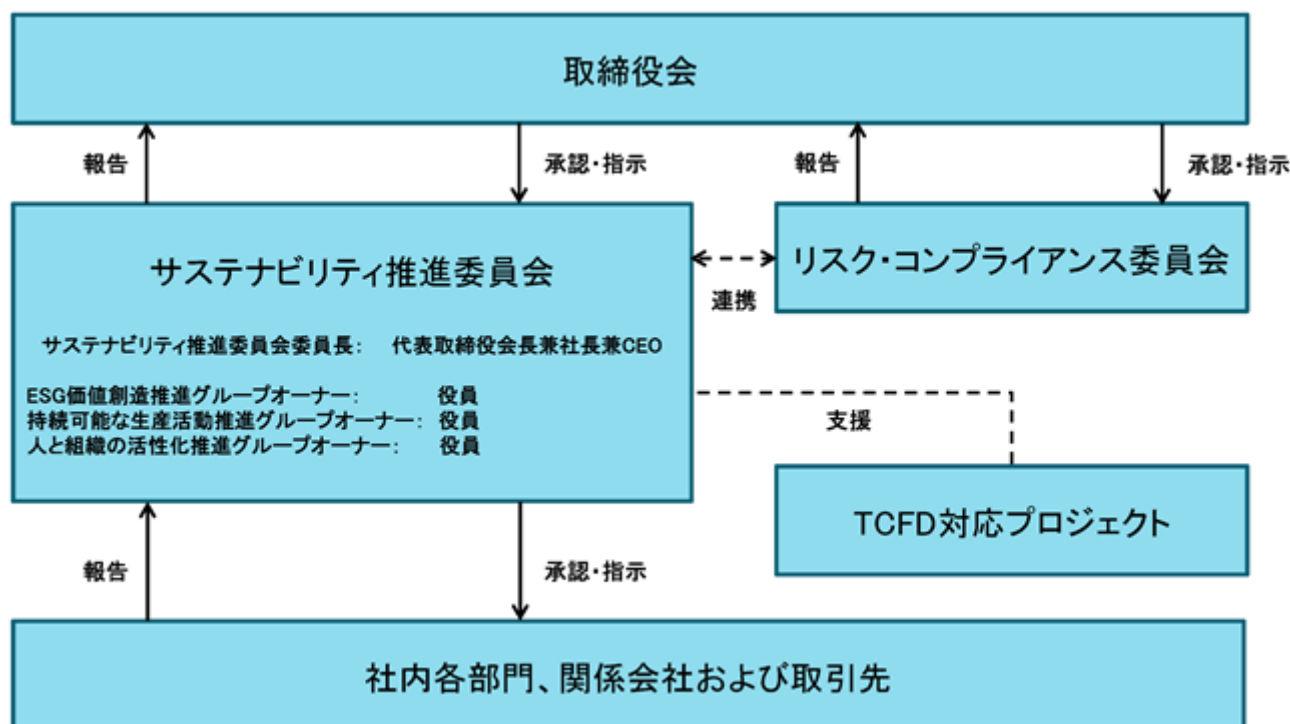 取締役会
報告
承認・指示
報告
承認・指示
サステナビリティ推進委員会
サステナビリティ推進委員会委員長： 代表取締役会長兼社長兼CEO
ESG価値創造推進グループオーナー： 役員
持続可能な生産活動推進グループオーナー： 役員
人と組織の活性化推進グループオーナー： 役員
連携
リスク・コンプライアンス委員会
支援
TCFD対応プロジェクト
報告
承認・指示
社内各部門、関係会社および取引先